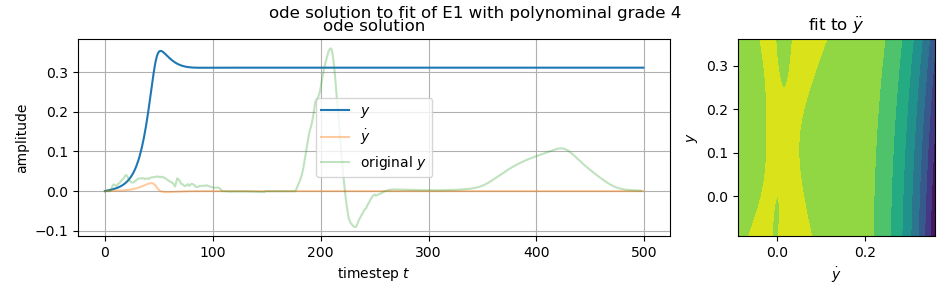 ode solution to fit of E1 with polynominal grade 4
ode solution
fit to ÿ
amplitude
0.3
0.2
0.1
0.0
−0.1
y
ẏ
original y
0 100 200 300 400 500
timestep t
y
0.3
0.2
0.1
0.0
0.0 0.2
ẏ